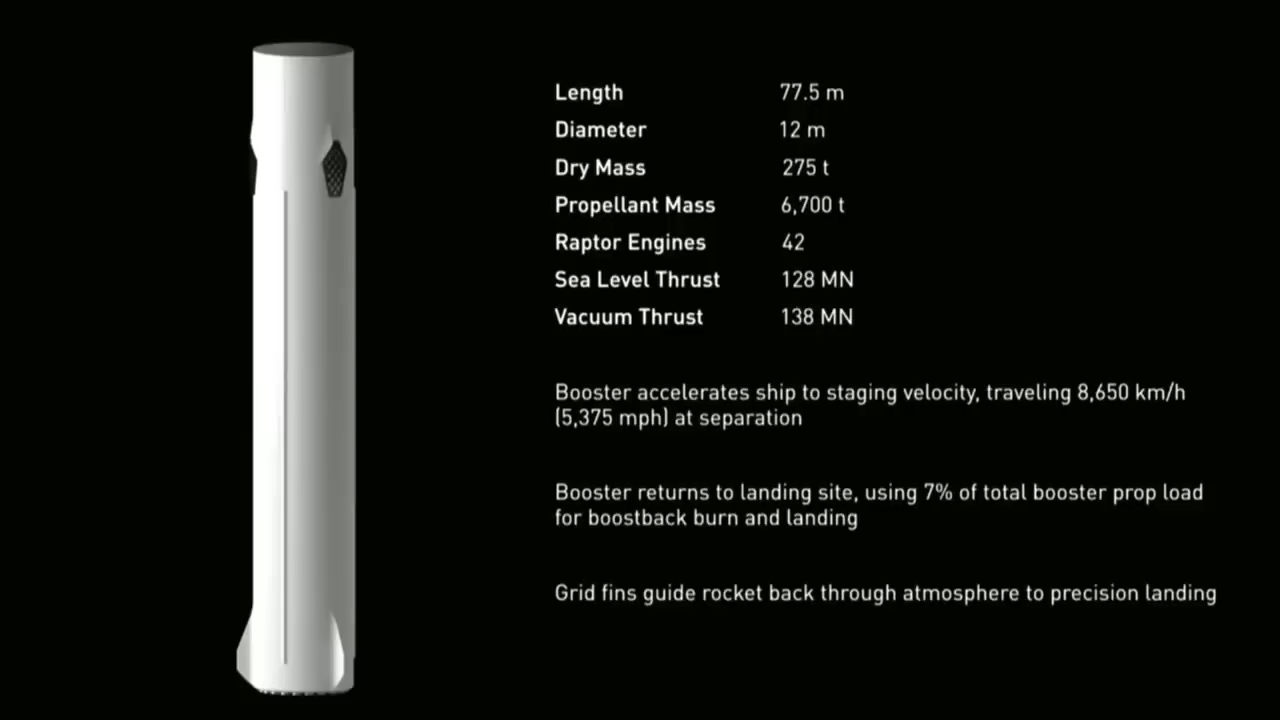 Length 77.5 m
Diameter 12 m
Dry Mass 275 t
Propellant Mass 6,700 t
Raptor Engines 42
Sea Level Thrust 128 MN
Vacuum Thrust 138 MN
Booster accelerates ship to staging velocity, traveling 8,650 km/h
(5,375 mph) at separation
Booster returns to landing site, using 7% of total booster prop load
for boostback burn and landing
Grid fins guide rocket back through atmosphere to precision landing